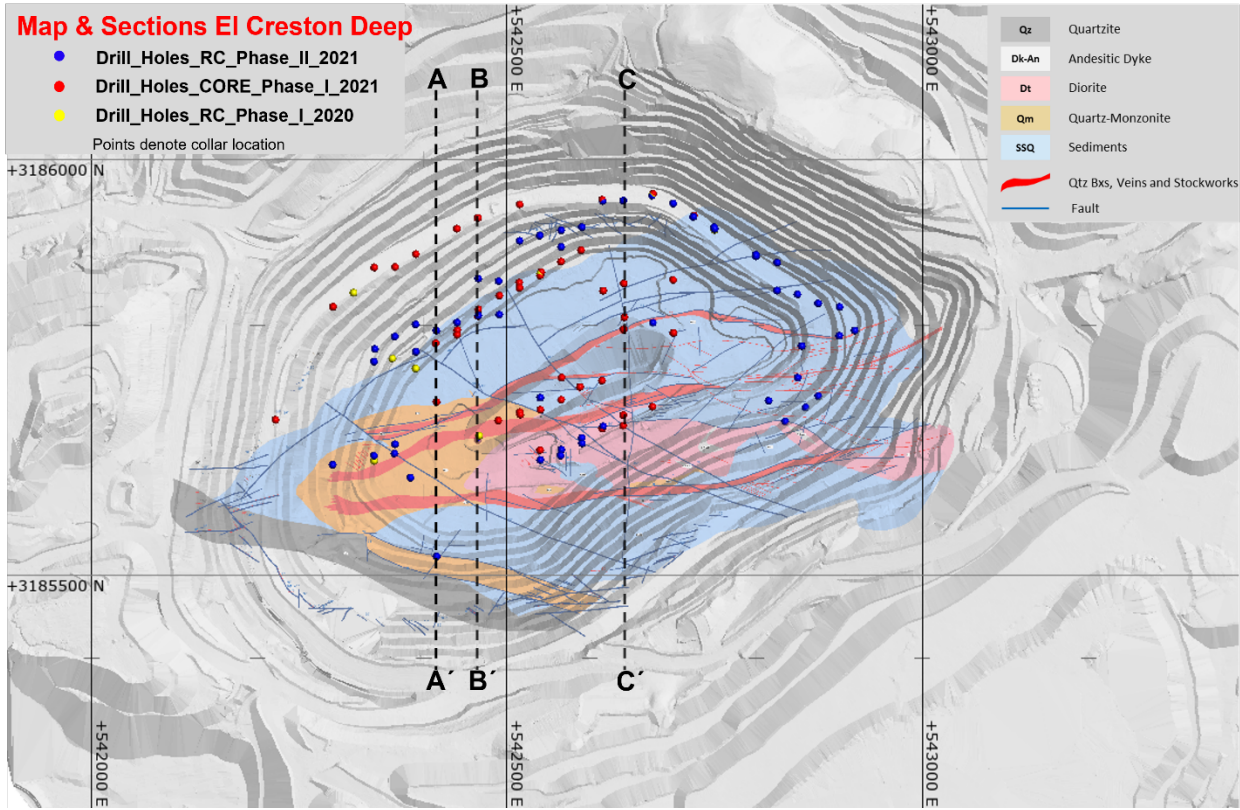 Map & Sections El Creston Deep
Drill_Holes_RC_Phase_II_2021
Drill_Holes_CORE_Phase_I_2021
Drill_Holes_RC_Phase_I_2020
Points denote collar location
+542500 E
+543000 E
Qz Quartzite
Dk-An Andesitic Dyke
Dt Diorite
Qm Quartz-Monzonite
SSQ Sediments
Qtz Bxs, Veins and Stockworks
Fault
A B C
+3186000 N
+3185500 N
A´ B´ C´
+542000 E
+542500 E
+543000 E